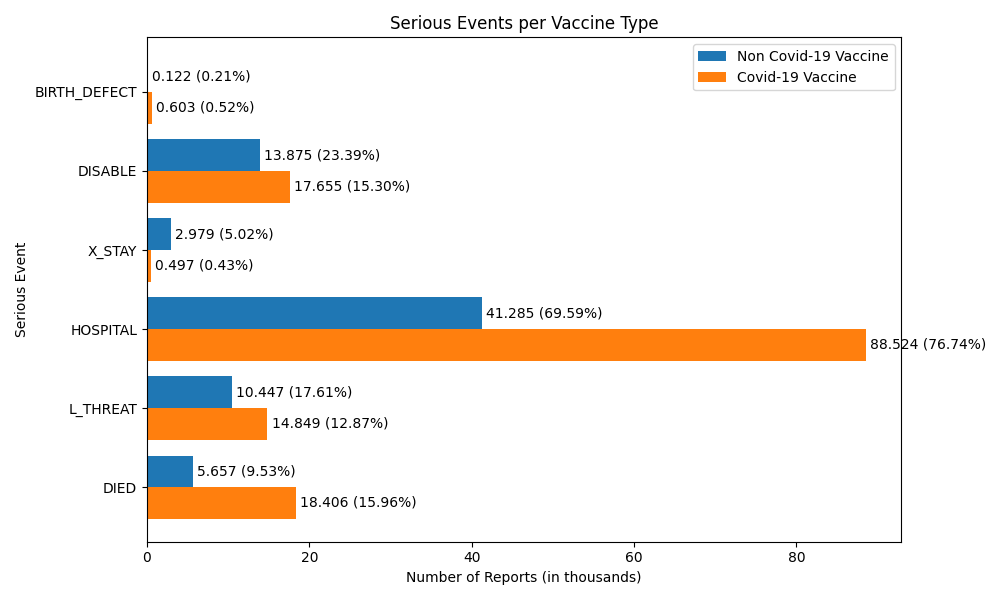 Serious Events per Vaccine Type
Non Covid-19 Vaccine
Covid-19 Vaccine
BIRTH_DEFECT
0.122 (0.21%)
0.603 (0.52%)
DISABLE
13.875 (23.39%)
17.655 (15.30%)
X_STAY
2.979 (5.02%)
0.497 (0.43%)
HOSPITAL
41.285 (69.59%)
88.524 (76.74%)
L_THREAT
10.447 (17.61%)
14.849 (12.87%)
DIED
5.657 (9.53%)
18.406 (15.96%)
Serious Event
0 20 40 60 80
Number of Reports (in thousands)